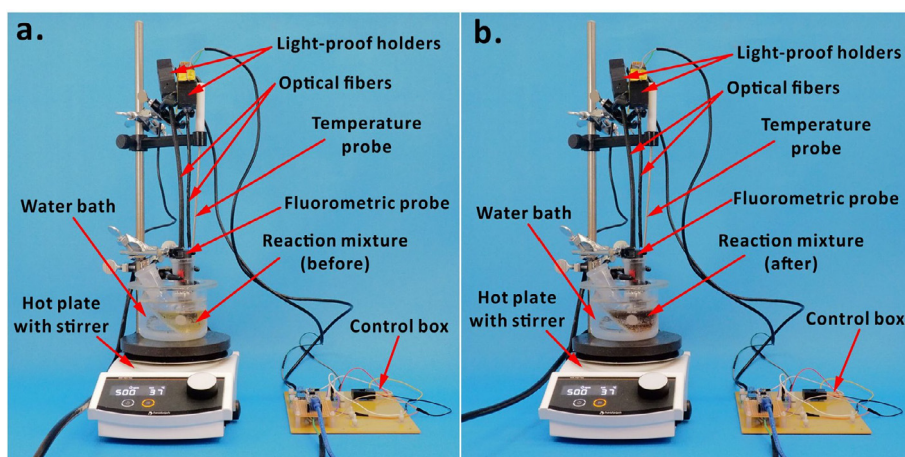 a.
Light-proof holders
Optical fibers
Temperature
probe
Fluorometric probe
Water bath
Reaction mixture
(before)
Hot plate
with stirrer
Control box
500 37
b.
Light-proof holders
Optical fibers
Temperature
probe
Fluorometric probe
Water bath
Reaction mixture
(after)
Hot plate
with stirrer
Control box
500 37